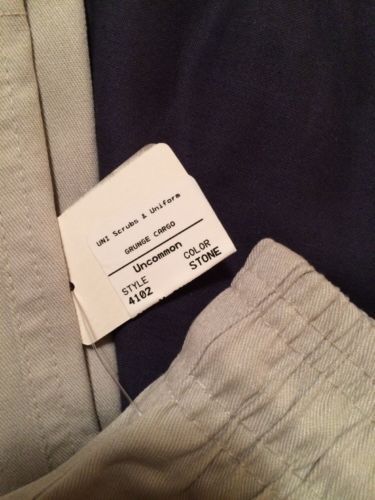 UNI Scrubs & Uniform
GRUNGE CARGO
Uncommon
STYLE COLOR
4102 STONE